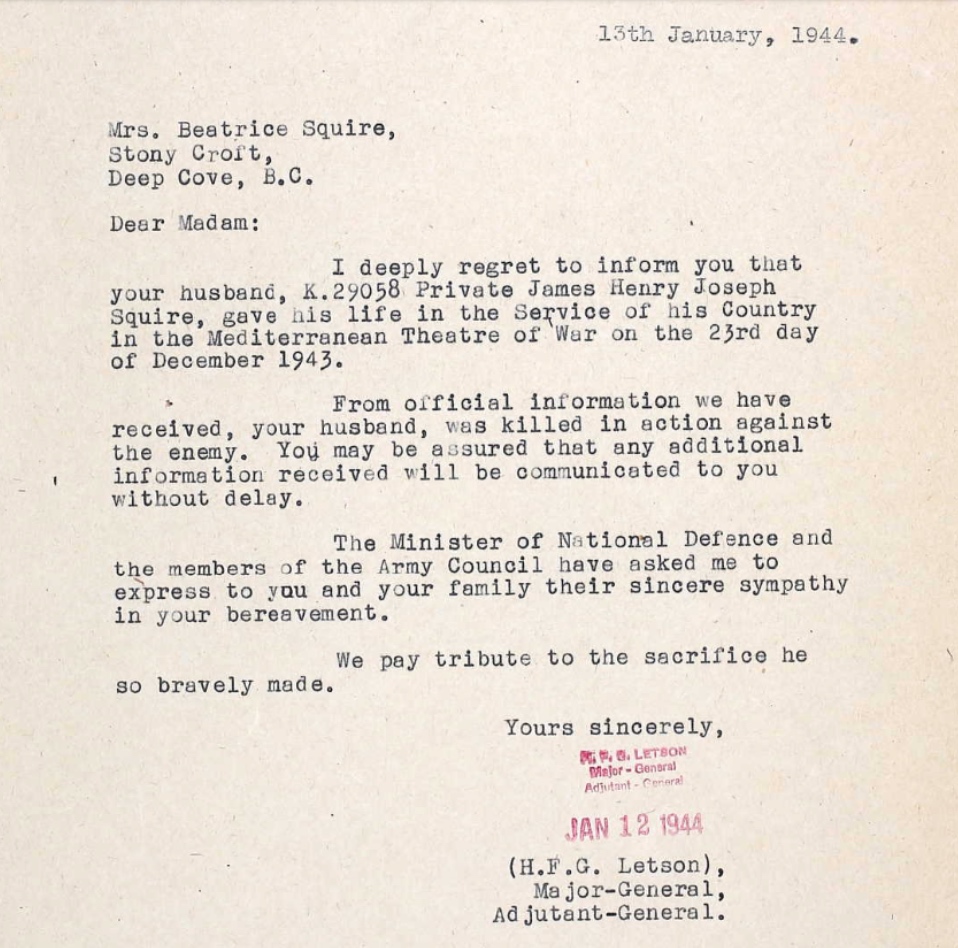 13th January, 1944.
Mrs. Beatrice Squire,
Stony Croft,
Deep Cove, B.C.
Dear Madam:
I deeply regret to inform you that
your husband, K.29058 Private James Henry Joseph
Squire, gave his life in the Service of his Country
in the Mediterranean Theatre of War on the 23rd day
of December 1943.
From official information we have
received, your husband, was killed in action against
the enemy. You may be assured that any additional
information received will be communicated to you
without delay.
The Minister of National Defence and
the members of the Army Council have asked me to
express to you and your family their sincere sympathy
in your bereavement.
We pay tribute to the sacrifice he
so bravely made.
Yours sincerely,
H. F. G. LETSON
Major - General
Adjutant - General
JAN 12 1944
(H.F.G. Letson),
Major-General,
Adjutant-General.